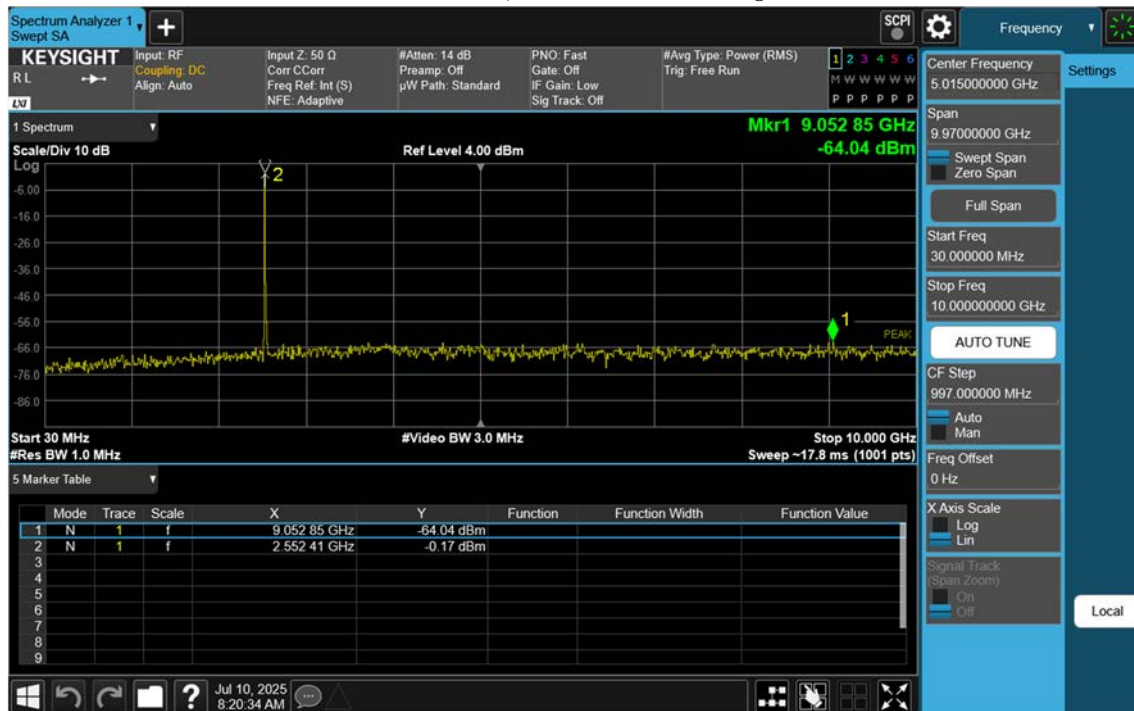 Spectrum Analyzer 1
Swept SA
+
SCPI
Frequency
KEYSIGHT
R L
LXI
Input: RF
Coupling: DC
Align: Auto
Input Z: 50 Ω
Corr CCorr
Freq Ref: Int (S)
NFE: Adaptive
#Atten: 14 dB
Preamp: Off
µW Path: Standard
PNO: Fast
Gate: Off
IF Gain: Low
Sig Track: Off
#Avg Type: Power (RMS)
Trig: Free Run
1 2 3 4 5 6
M W W W W W
P P P P P P
1 Spectrum
Scale/Div 10 dB
Ref Level 4.00 dBm
Mkr1 9.052 85 GHz
-64.04 dBm
Log
2
-6.00
-16.0
-26.0
-36.0
-46.0
-56.0
-66.0
-76.0
-86.0
1
PEAK
Start 30 MHz
#Video BW 3.0 MHz
Stop 10.000 GHz
#Res BW 1.0 MHz
Sweep ~17.8 ms (1001 pts)
5 Marker Table
Mode Trace Scale X Y Function Function Width Function Value
1 N 1 f 9.052 85 GHz -64.04 dBm
2 N 1 f 2.552 41 GHz -0.17 dBm
3
4
5
6
7
8
9
Center Frequency
5.015000000 GHz
Settings
Span
9.97000000 GHz
Swept Span
Zero Span
Full Span
Start Freq
30.000000 MHz
Stop Freq
10.000000000 GHz
AUTO TUNE
CF Step
997.000000 MHz
Auto
Man
Freq Offset
0 Hz
X Axis Scale
Log
Lin
Signal Track
(Span Zoom)
On
Off
Local
?
Jul 10, 2025
8:20:34 AM